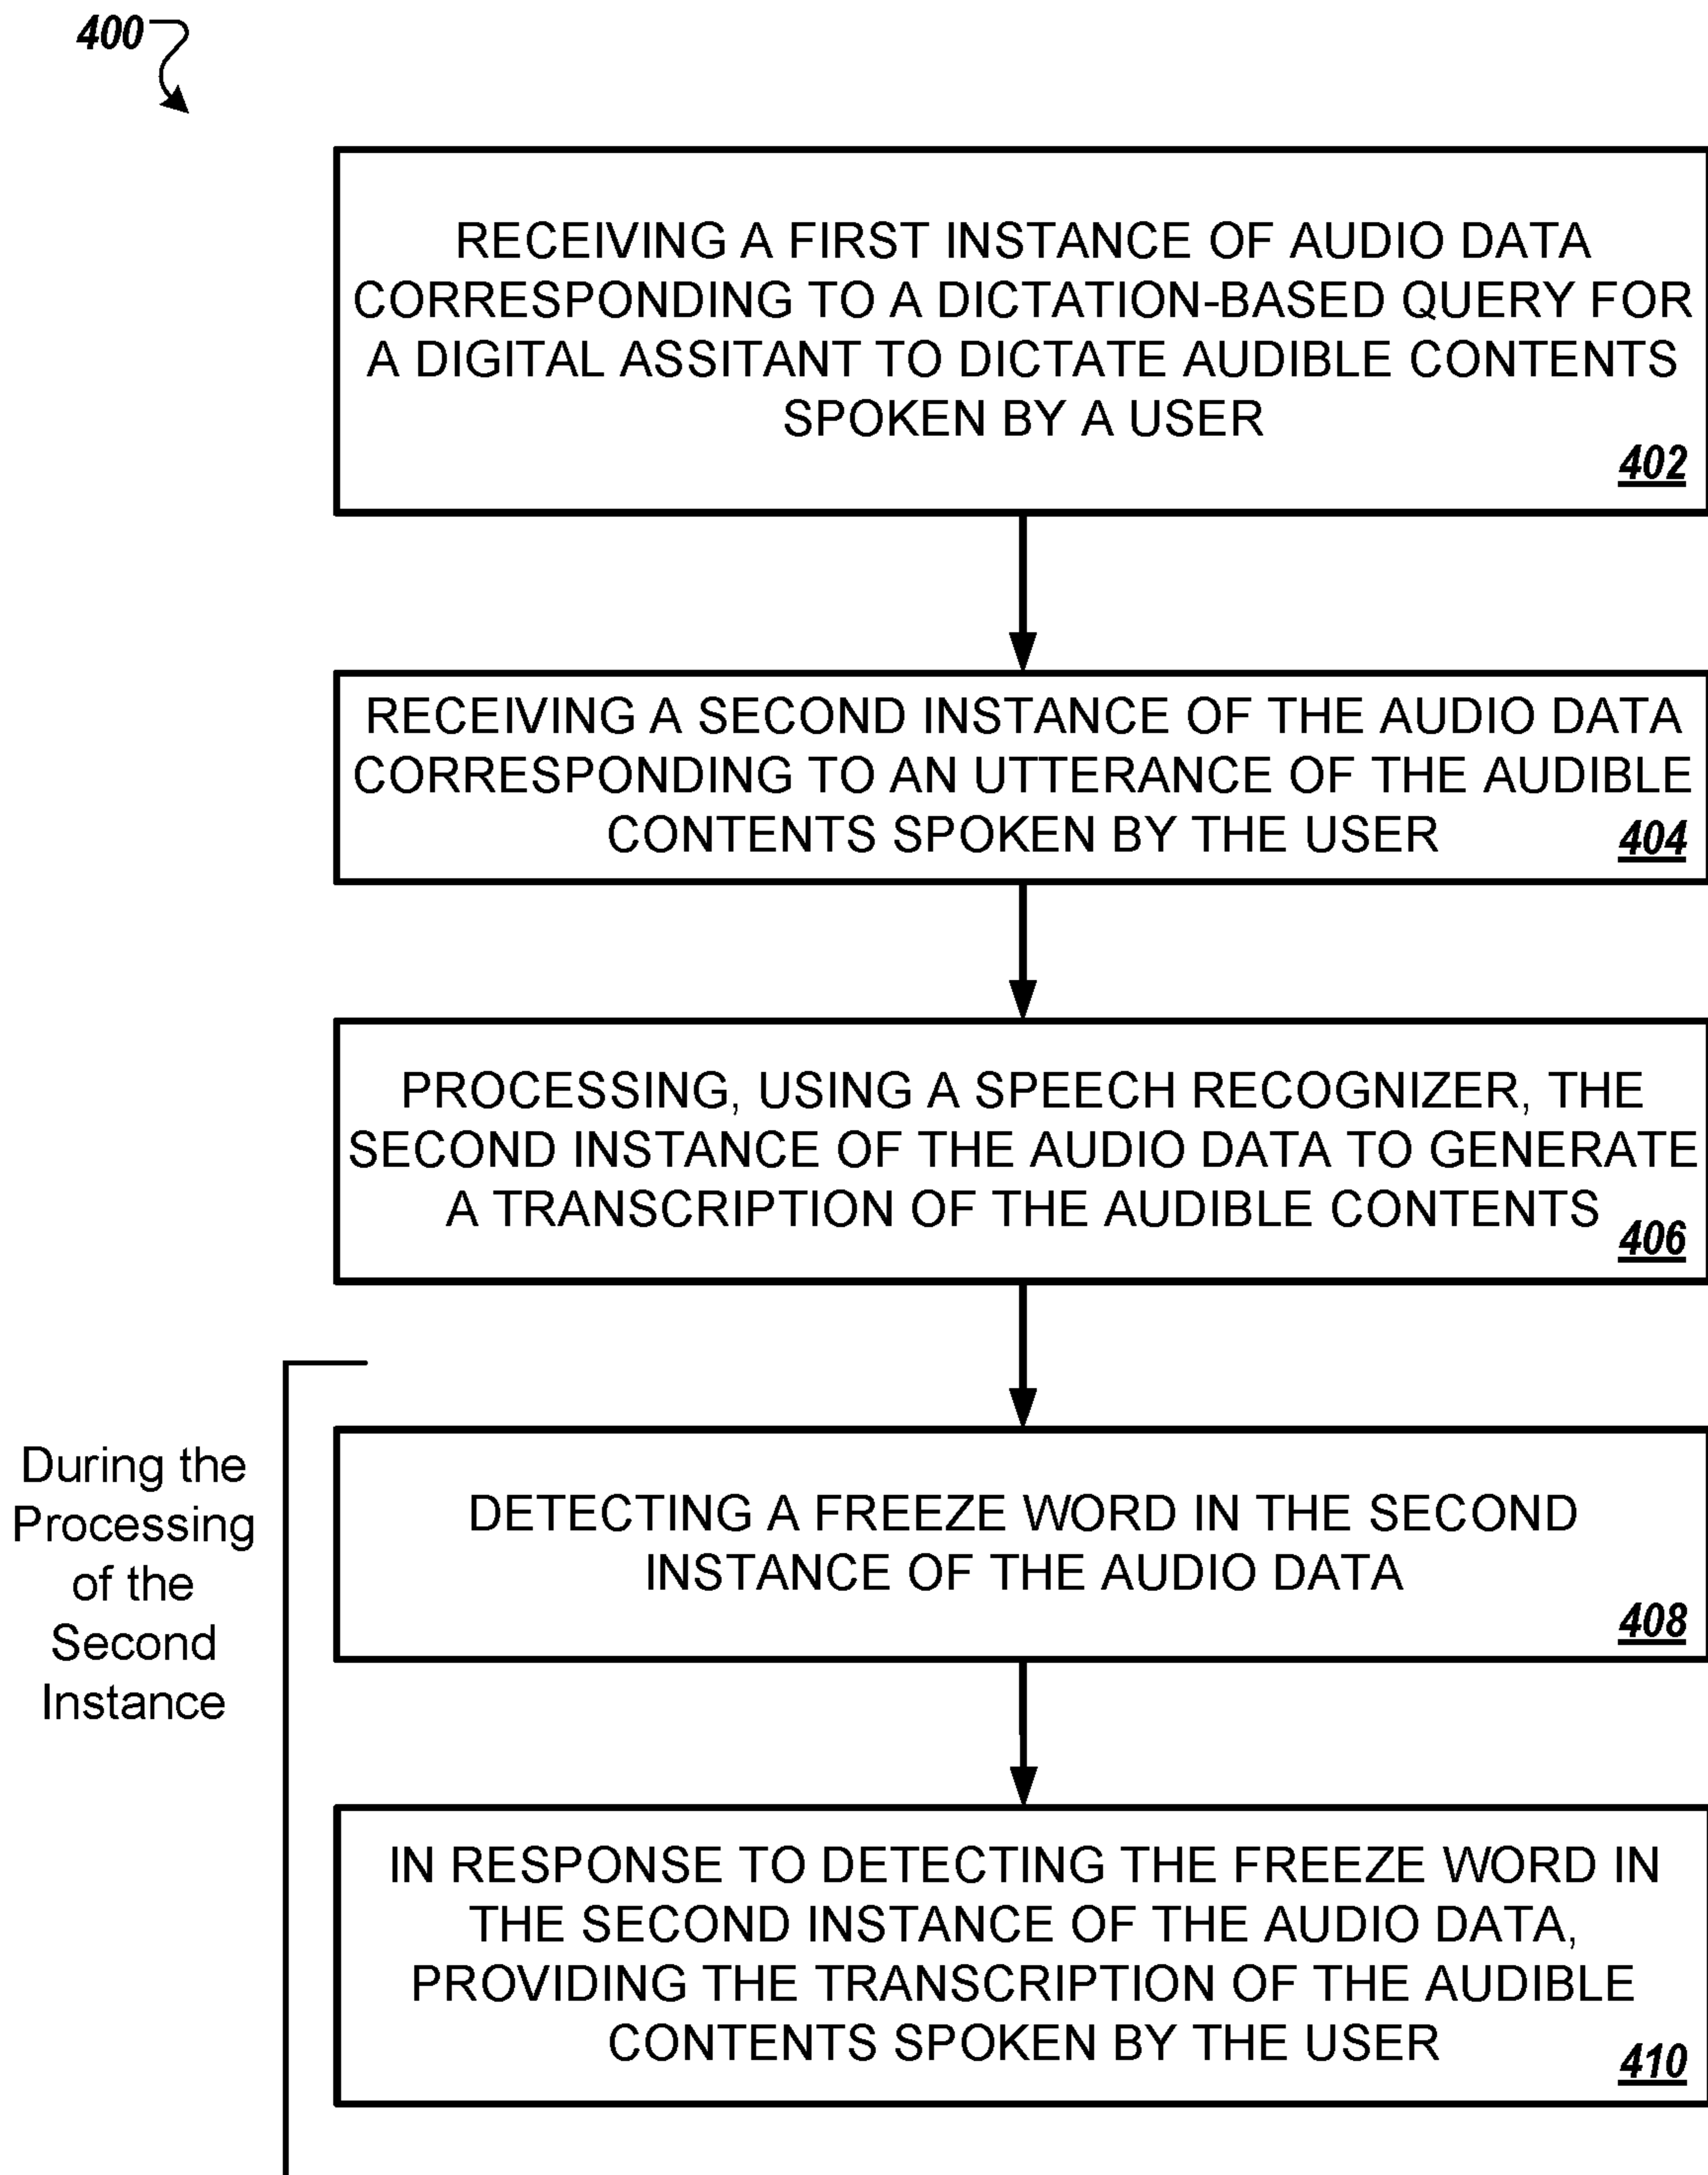 400
RECEIVING A FIRST INSTANCE OF AUDIO DATA
CORRESPONDING TO A DICTATION-BASED QUERY FOR
A DIGITAL ASSITANT TO DICTATE AUDIBLE CONTENTS
SPOKEN BY A USER
402
RECEIVING A SECOND INSTANCE OF THE AUDIO DATA
CORRESPONDING TO AN UTTERANCE OF THE AUDIBLE
CONTENTS SPOKEN BY THE USER
404
PROCESSING, USING A SPEECH RECOGNIZER, THE
SECOND INSTANCE OF THE AUDIO DATA TO GENERATE
A TRANSCRIPTION OF THE AUDIBLE CONTENTS
406
During the
Processing
of the
Second
Instance
DETECTING A FREEZE WORD IN THE SECOND
INSTANCE OF THE AUDIO DATA
408
IN RESPONSE TO DETECTING THE FREEZE WORD IN
THE SECOND INSTANCE OF THE AUDIO DATA,
PROVIDING THE TRANSCRIPTION OF THE AUDIBLE
CONTENTS SPOKEN BY THE USER
410